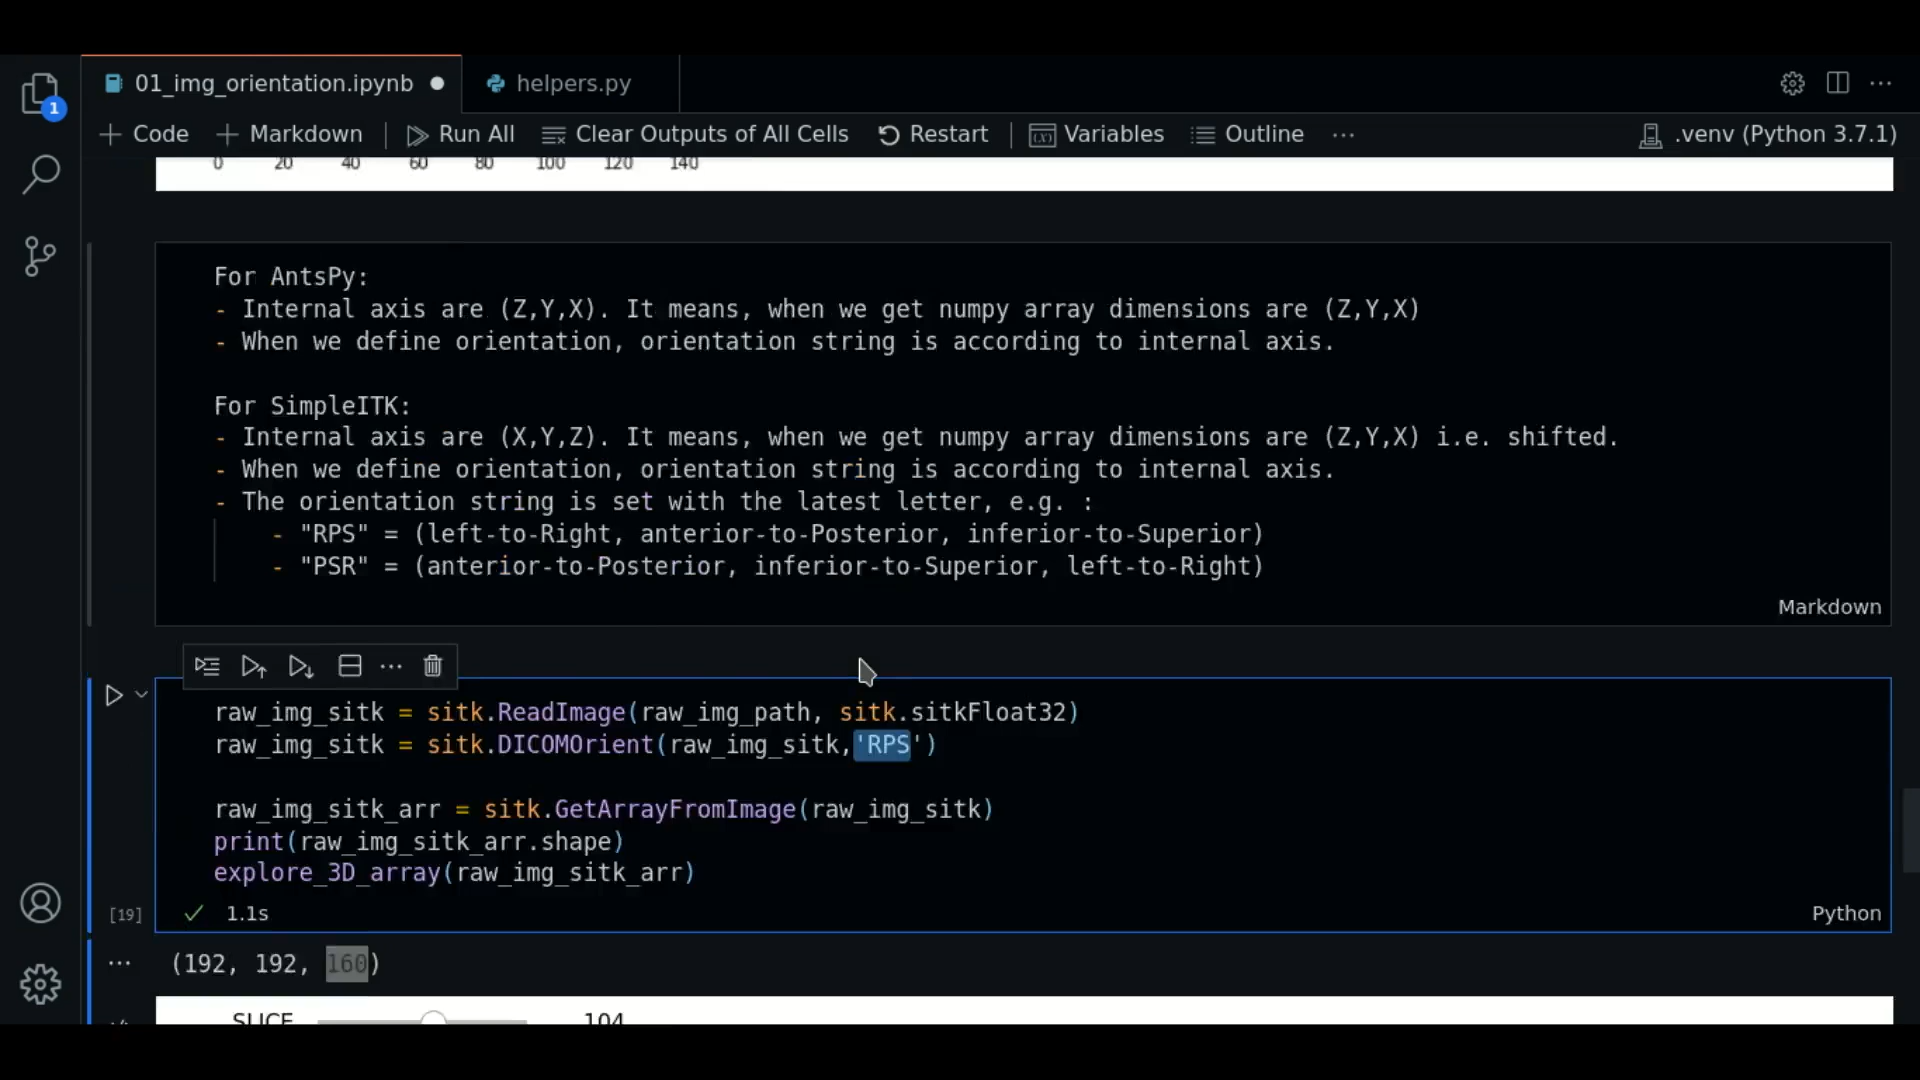 01_img_orientation.ipynb
helpers.py
1
Code
Markdown
Run All
Clear Outputs of All Cells
Restart
Variables
Outline
...
.venv (Python 3.7.1)
0 20 40 60 80 100 120 140
For AntsPy:
- Internal axis are (Z,Y,X). It means, when we get numpy array dimensions are (Z,Y,X)
- When we define orientation, orientation string is according to internal axis.
For SimpleITK:
- Internal axis are (X,Y,Z). It means, when we get numpy array dimensions are (Z,Y,X) i.e. shifted.
- When we define orientation, orientation string is according to internal axis.
- The orientation string is set with the latest letter, e.g. :
- "RPS" = (left-to-Right, anterior-to-Posterior, inferior-to-Superior)
- "PSR" = (anterior-to-Posterior, inferior-to-Superior, left-to-Right)
Markdown
raw_img_sitk = sitk.ReadImage(raw_img_path, sitk.sitkFloat32)
raw_img_sitk = sitk.DICOMOrient(raw_img_sitk,'RPS')
raw_img_sitk_arr = sitk.GetArrayFromImage(raw_img_sitk)
print(raw_img_sitk_arr.shape)
explore_3D_array(raw_img_sitk_arr)
[19]
1.1s
Python
(192, 192, 160)
SLICE
104